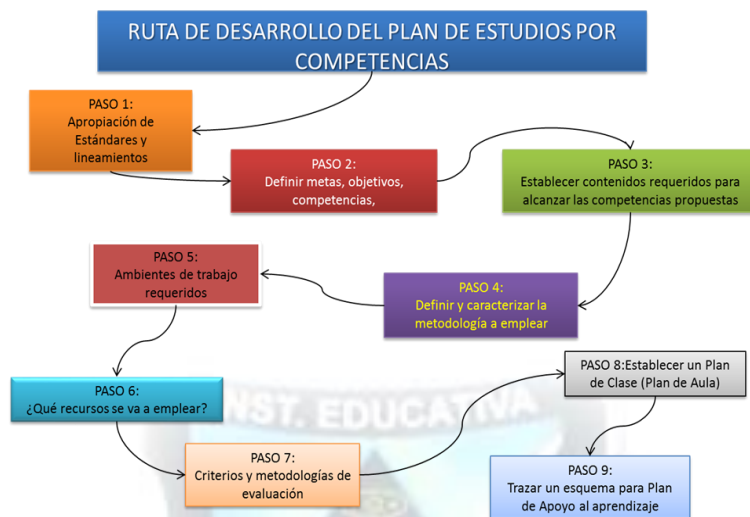 RUTA DE DESARROLLO DEL PLAN DE ESTUDIOS POR
COMPETENCIAS
PASO 1:
Apropiación de
Estándares y
lineamientos
PASO 2:
Definir metas, objetivos,
competencias,
PASO 3:
Establecer contenidos requeridos para
alcanzar las competencias propuestas
PASO 4:
Definir y caracterizar la
metodología a emplear
PASO 5:
Ambientes de trabajo
requeridos
PASO 6:
¿Qué recursos se va a emplear?
PASO 7:
Criterios y metodologías de
evaluación
PASO 8:Establecer un Plan
de Clase (Plan de Aula)
PASO 9:
Trazar un esquema para Plan
de Apoyo al aprendizaje
INST. EDUCATIVA